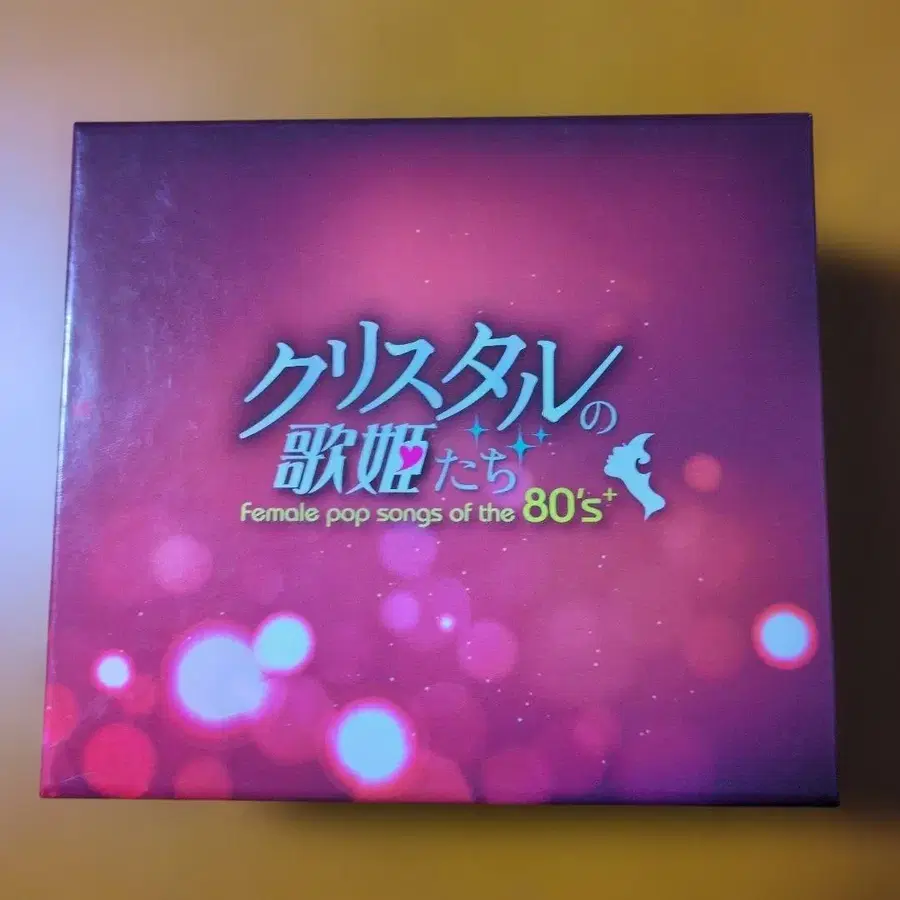 クリスタルの
歌姫たち
female pop songs of the 80's+